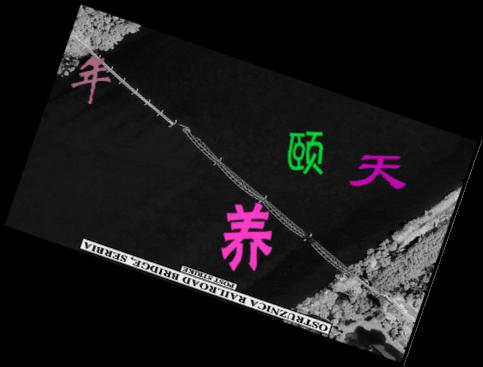 年
颐
天
养
OSTRUZNICA RAILROAD BRIDGE, SERBIA
POST STRIKE